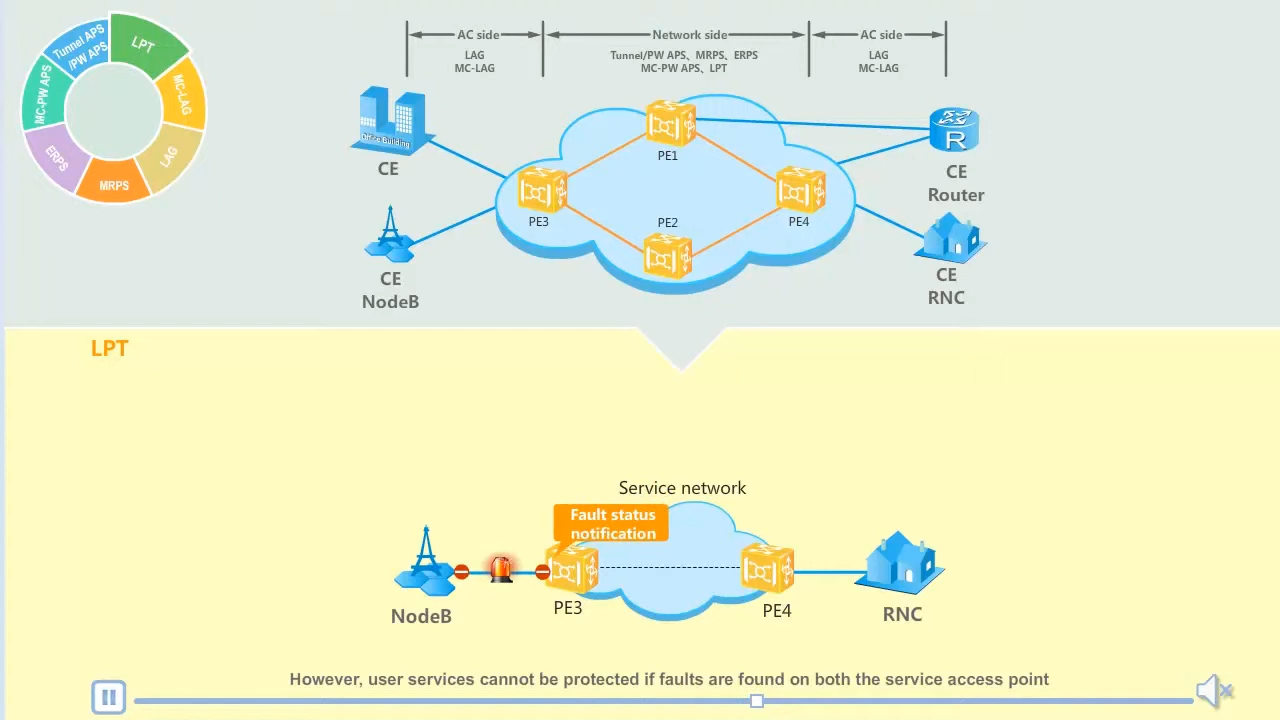 Tunnel APS
/PW APS
LPT
MC-LAG
LAG
MRPS
ERPS
MC-PW APS
AC side
LAG
MC-LAG
Network side
Tunnel/PW APS、MRPS、ERPS
MC-PW APS、LPT
AC side
LAG
MC-LAG
Office Building
CE
CE
NodeB
PE1
PE2
PE3
PE4
R
CE
Router
CE
RNC
LPT
Service network
Fault status
notification
NodeB
PE3
PE4
RNC
However, user services cannot be protected if faults are found on both the service access point